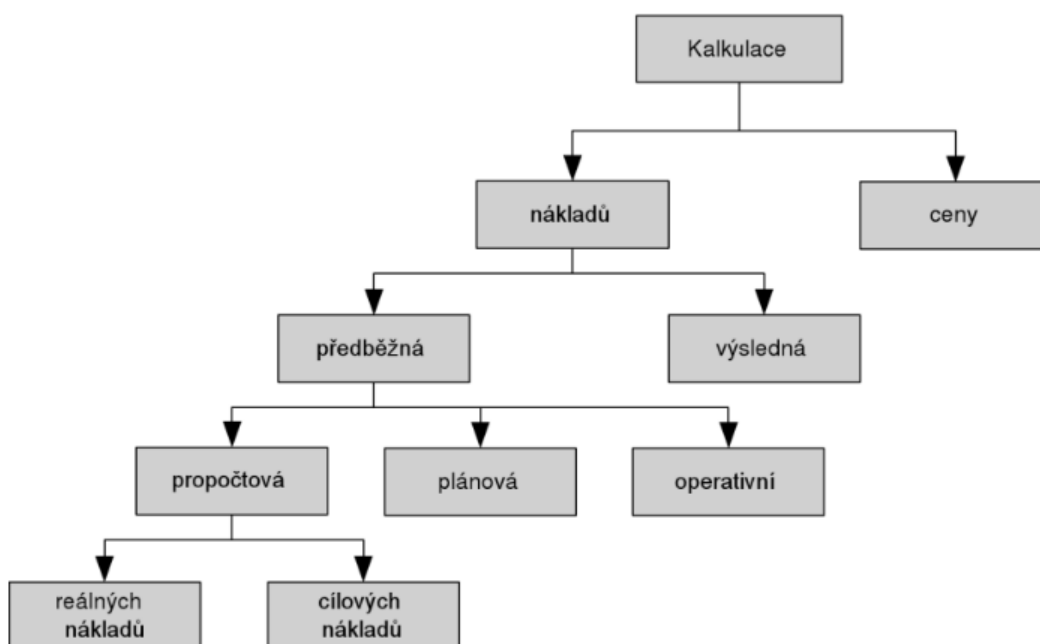 Kalkulace
nákladů
ceny
předběžná
výsledná
propočtová
plánová
operativní
reálných
nákladů
cílových
nákladů